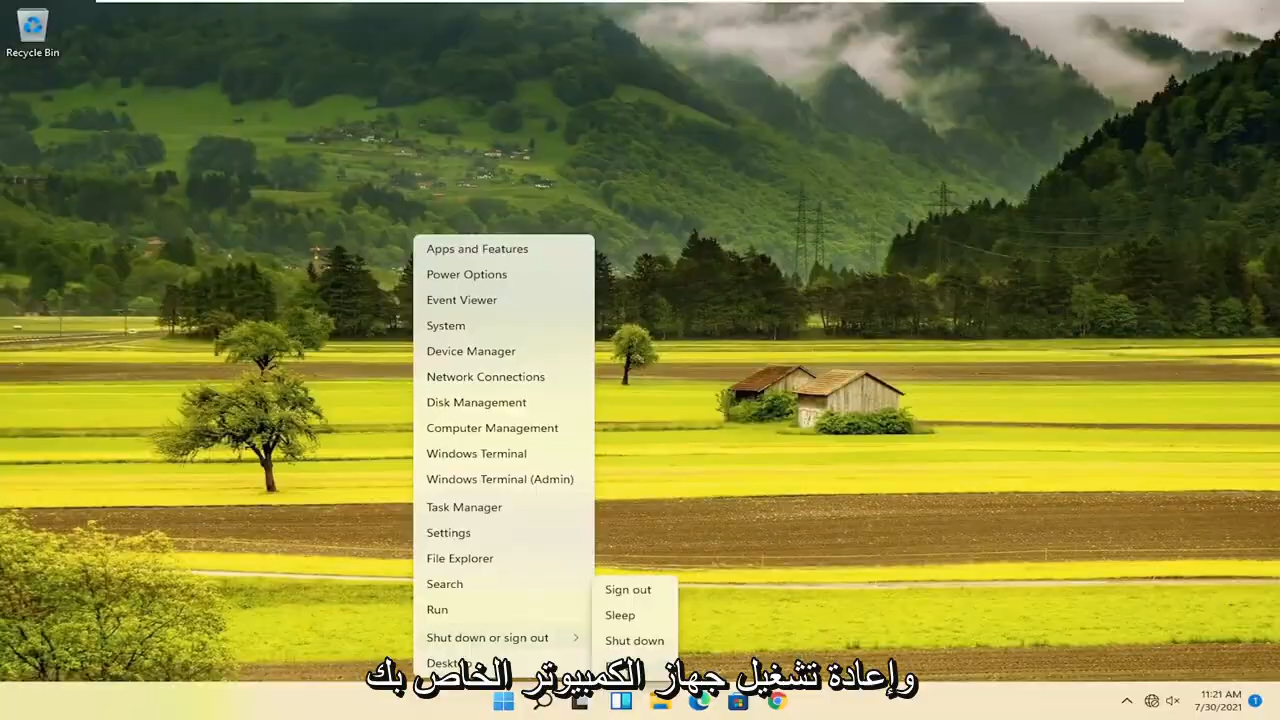 Recycle Bin
Apps and Features
Power Options
Event Viewer
System
Device Manager
Network Connections
Disk Management
Computer Management
Windows Terminal
Windows Terminal (Admin)
Task Manager
Settings
File Explorer
Search
Run
Shut down or sign out
Sign out
Sleep
Shut down
وإعادة تشغيل جهاز الكمبيوتر الخاص بك
11:21 AM
7/30/2021
1